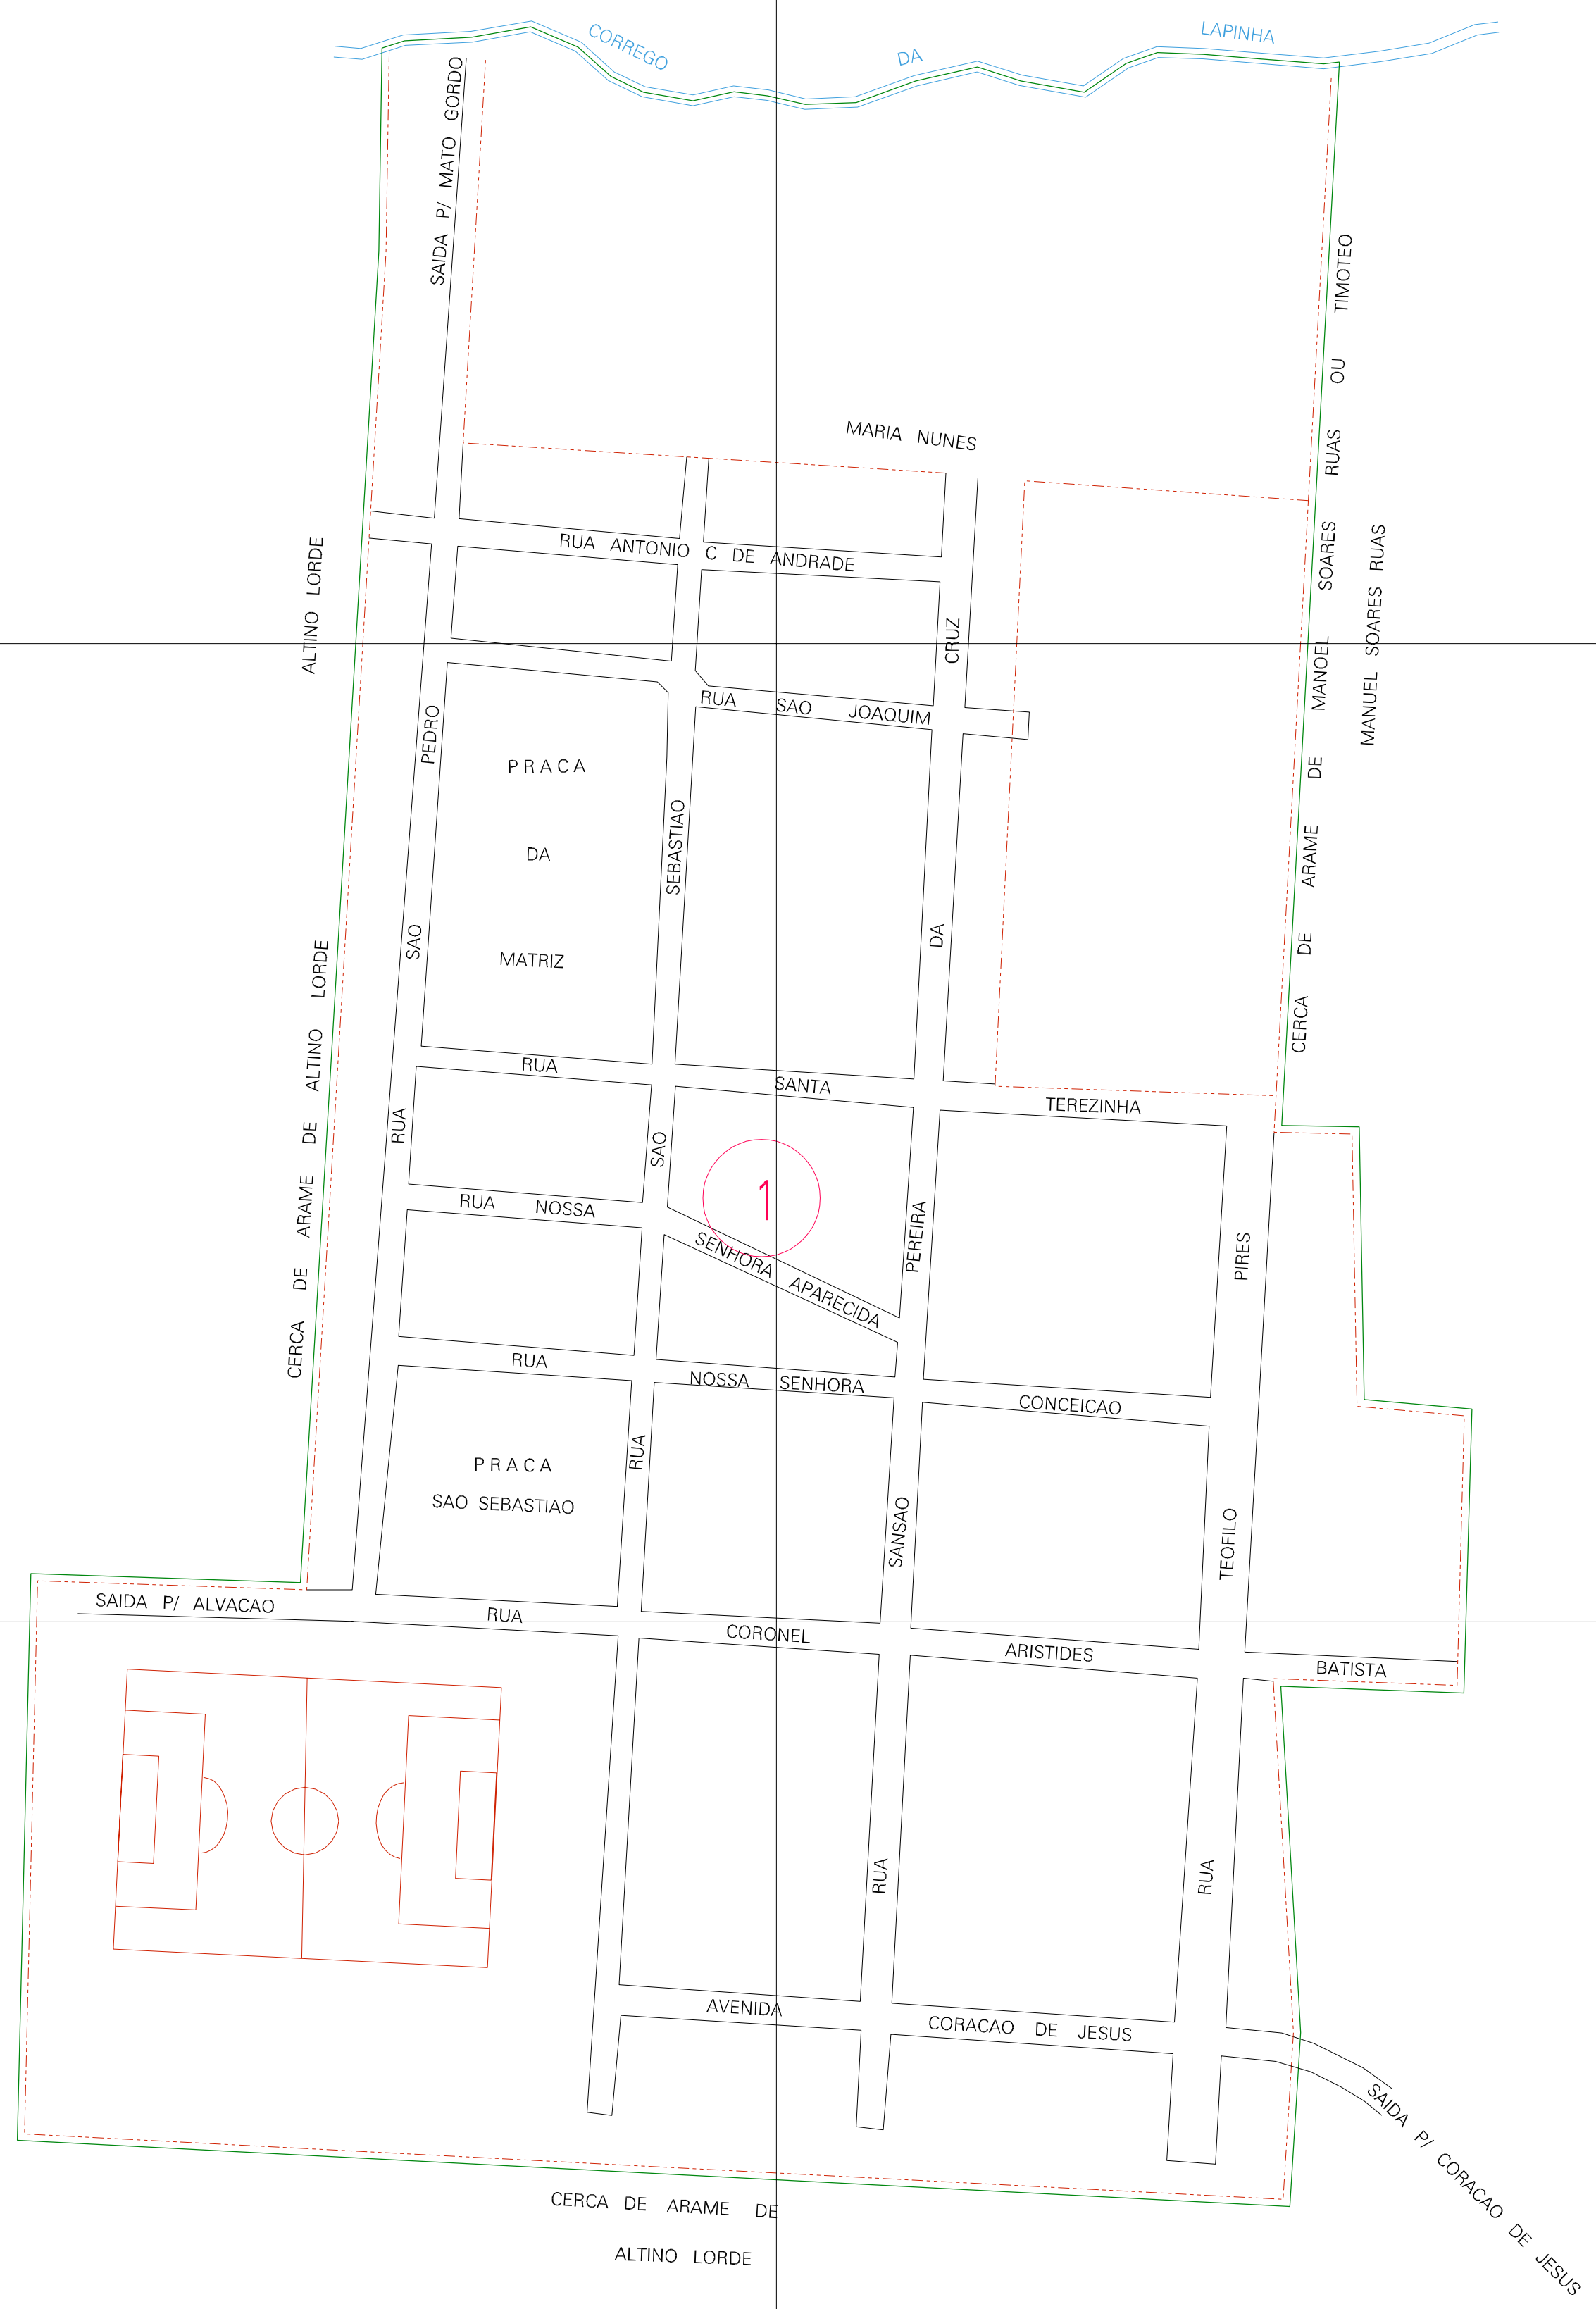 CORREGO DA LAPINHA
SAIDA P/ MATO GORDO
MARIA NUNES
RUA ANTONIO C DE ANDRADE
ALTINO LORDE
CERCA DE ARAME DE MANOEL SOARES RUAS OU TIMOTEO
MANUEL SOARES RUAS
RUA SAO JOAQUIM
RUA SAO PEDRO
PRACA
DA
MATRIZ
RUA SAO SEBASTIAO
RUA SANSAO PEREIRA DA CRUZ
CERCA DE ARAME DE ALTINO LORDE
RUA SANTA TEREZINHA
1
RUA NOSSA SENHORA APARECIDA
RUA TEOFILO PIRES
RUA NOSSA SENHORA CONCEICAO
PRACA
SAO SEBASTIAO
SAIDA P/ ALVACAO
RUA CORONEL ARISTIDES BATISTA
AVENIDA CORACAO DE JESUS
SAIDA P/ CORACAO DE JESUS
CERCA DE ARAME DE
ALTINO LORDE